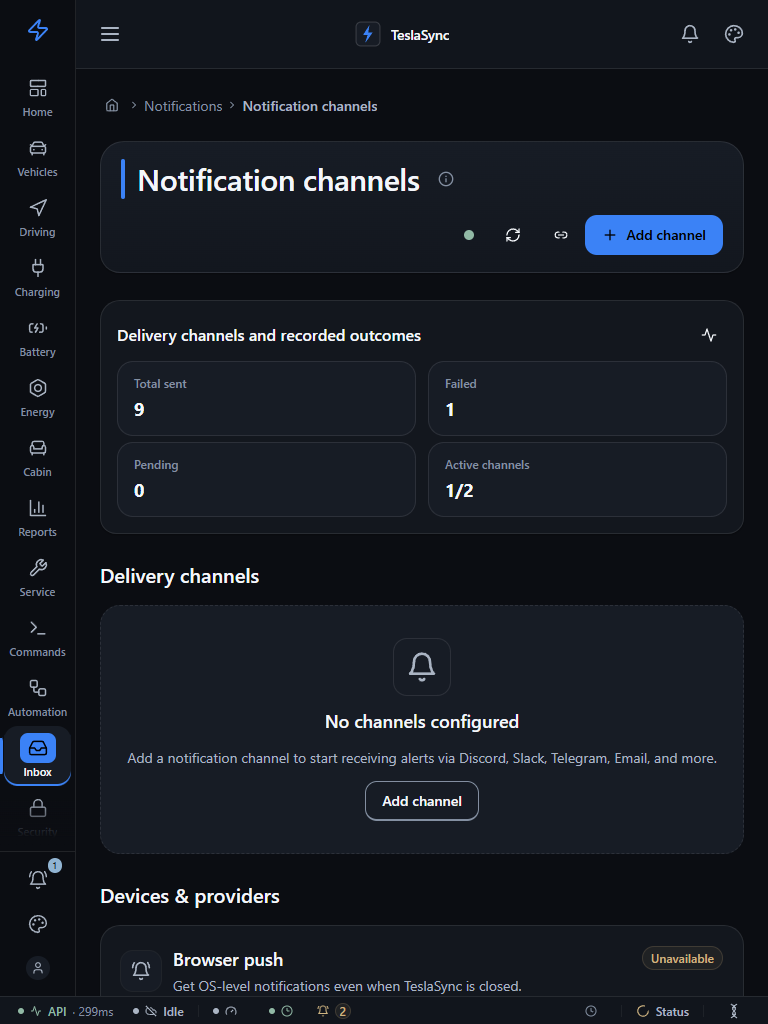 TeslaSync
Home
Vehicles
Driving
Charging
Battery
Energy
Cabin
Reports
Service
Commands
Automation
Inbox
Security
1
Notifications > Notification channels
Notification channels
Add channel
Delivery channels and recorded outcomes
Total sent
9
Failed
1
Pending
0
Active channels
1/2
Delivery channels
No channels configured
Add a notification channel to start receiving alerts via Discord, Slack, Telegram, Email, and more.
Add channel
Devices & providers
Browser push
Unavailable
Get OS-level notifications even when TeslaSync is closed.
API · 299ms
Idle
2
Status